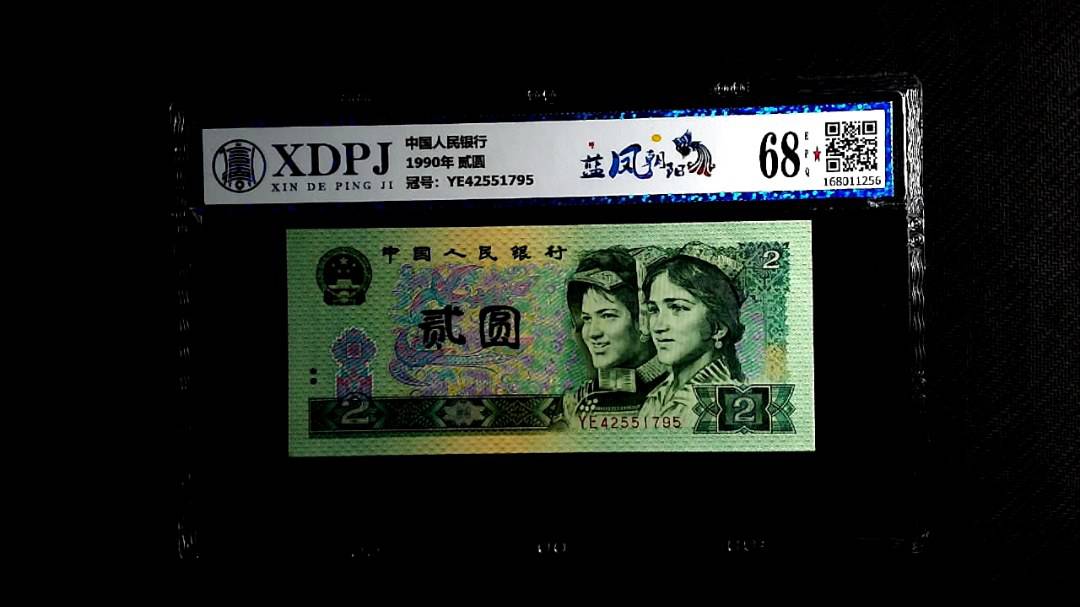 XDPJ
XIN DE PING JI
中国人民银行
1990年 贰圆
冠号：YE42551795
蓝凤朝阳
68
EPQ
★
168011256
中国人民银行
2
贰圆
2
YE42551795
2